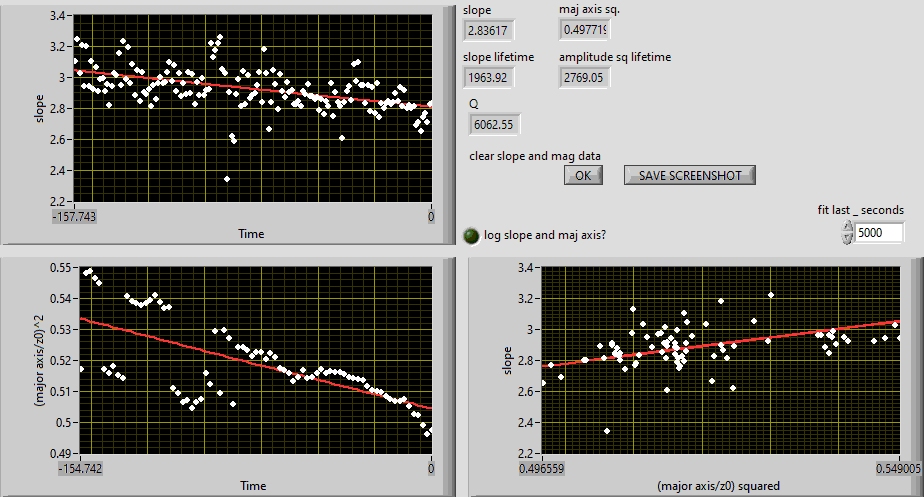 3.4
3.2
3
2.8
2.6
2.4
2.2
slope
-157.743
0
Time
slope
maj axis sq.
2.83617
0.497719
slope lifetime
amplitude sq lifetime
1963.92
2769.05
Q
6062.55
clear slope and mag data
OK
SAVE SCREENSHOT
fit last _ seconds
5000
log slope and maj axis?
0.55
0.54
0.53
0.52
0.51
0.5
0.49
(major axis/z0)^2
-154.742
0
Time
3.4
3.2
3
2.8
2.6
2.4
2.2
slope
0.496559
0.549005
(major axis/z0) squared